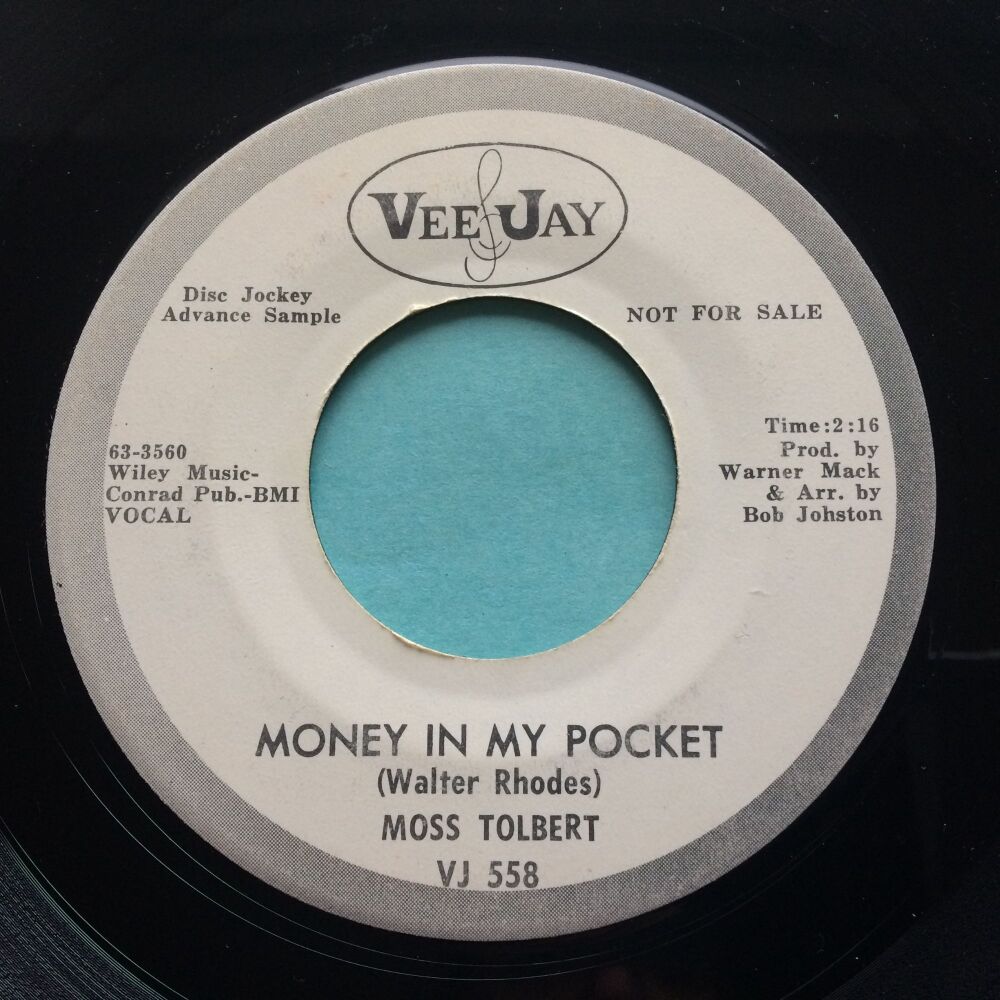 VEE JAY
Disc Jockey
Advance Sample
NOT FOR SALE
63-3560
Wiley Music-
Conrad Pub.-BMI
VOCAL
Time:2:16
Prod. by
Warner Mack
& Arr. by
Bob Johston
MONEY IN MY POCKET
(Walter Rhodes)
MOSS TOLBERT
VJ 558